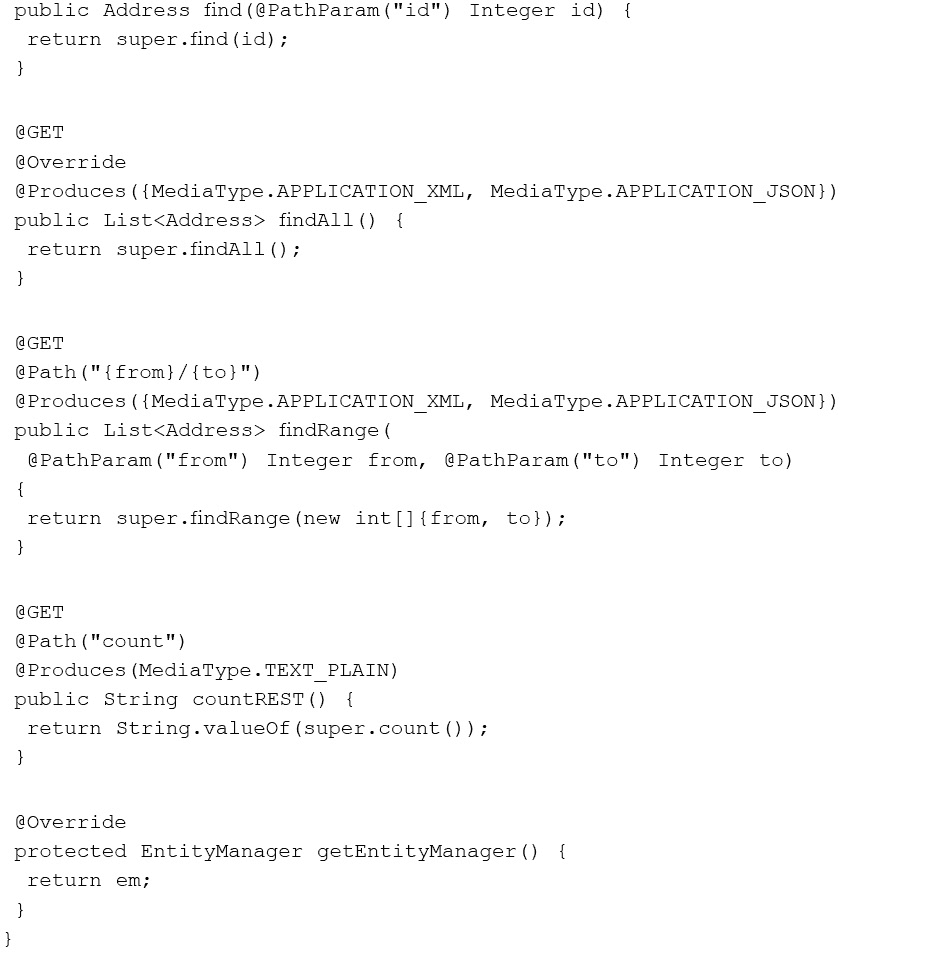 public Address find(@PathParam("id") Integer id) {
return super.find(id);
}
@GET
@Override
@Produces({MediaType.APPLICATION_XML, MediaType.APPLICATION_JSON})
public List<Address> findAll() {
return super.findAll();
}
@GET
@Path("{from}/{to}")
@Produces({MediaType.APPLICATION_XML, MediaType.APPLICATION_JSON})
public List<Address> findRange(
@PathParam("from") Integer from, @PathParam("to") Integer to)
{
return super.findRange(new int[]{from, to});
}
@GET
@Path("count")
@Produces(MediaType.TEXT_PLAIN)
public String countREST() {
return String.valueOf(super.count());
}
@Override
protected EntityManager getEntityManager() {
return em;
}
}